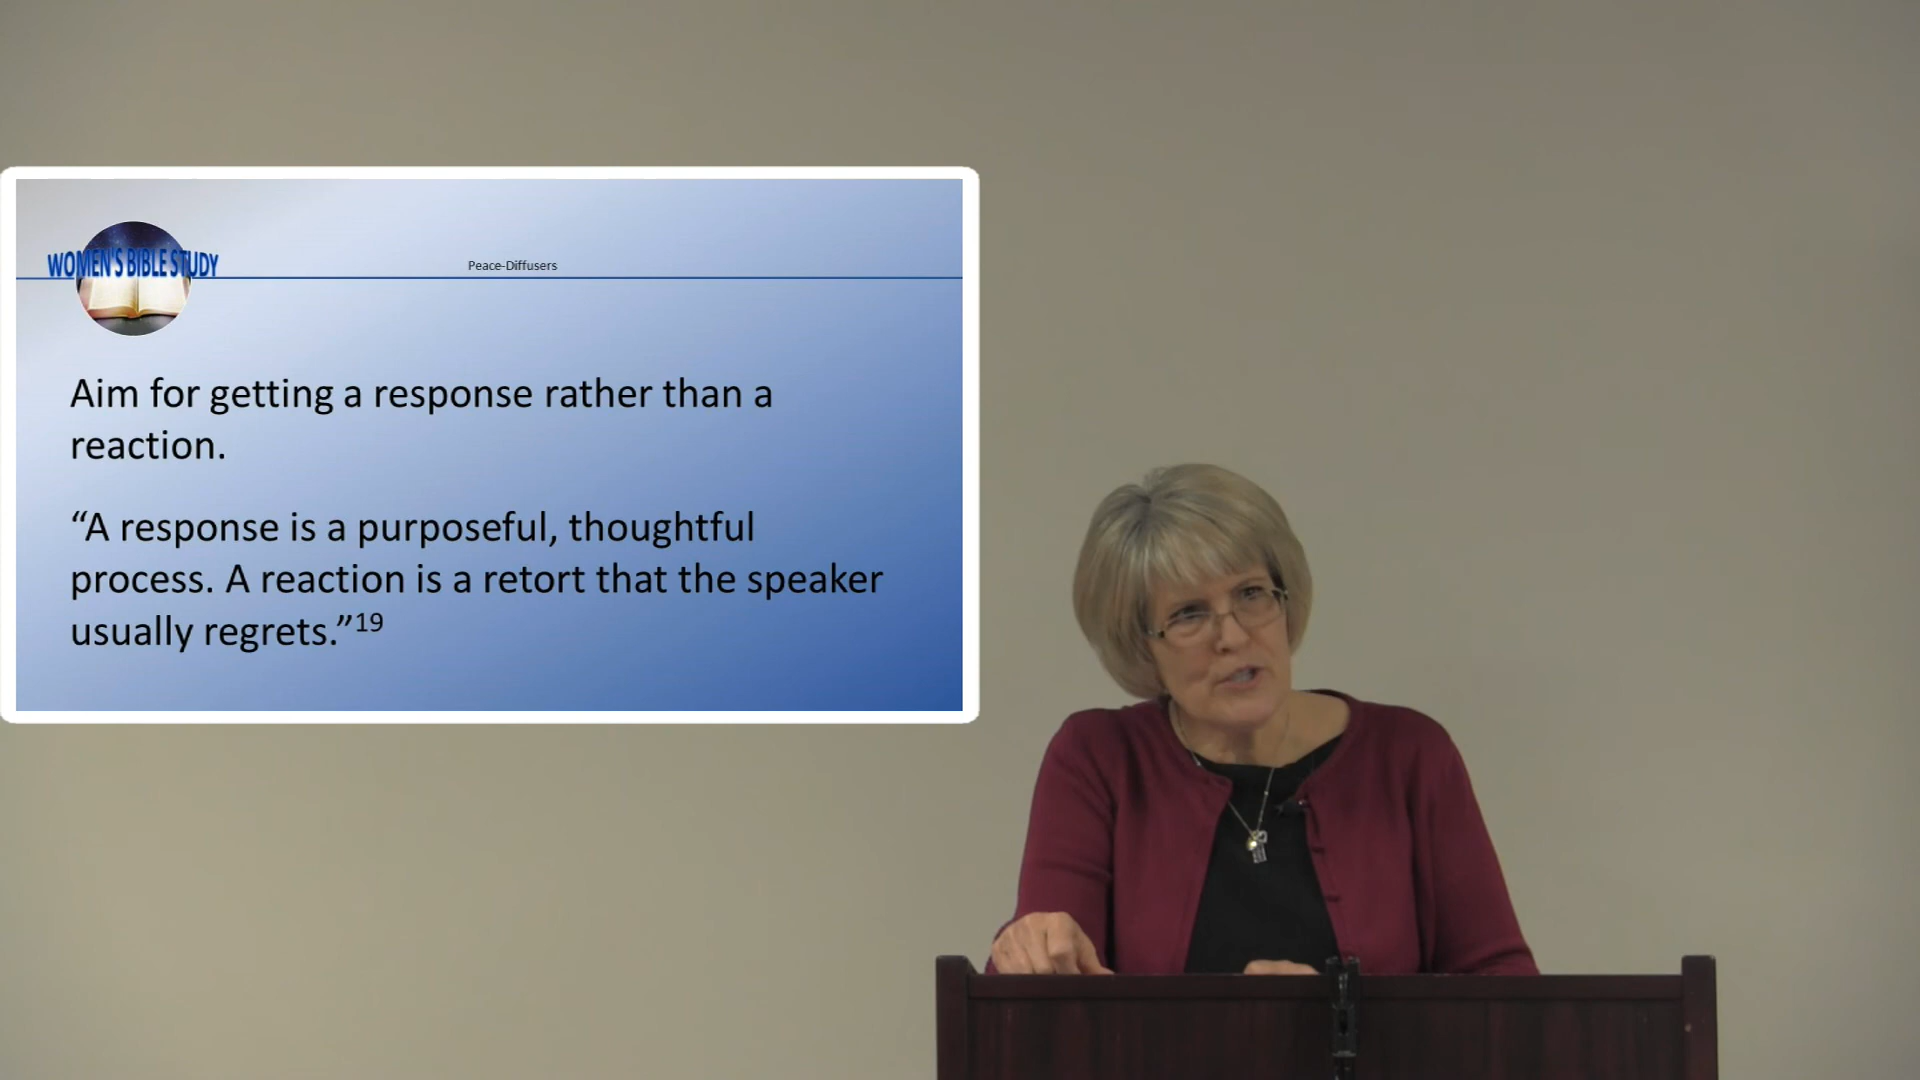 WOMEN'S BIBLE STUDY
Peace-Diffusers
Aim for getting a response rather than a
reaction.
“A response is a purposeful, thoughtful
process. A reaction is a retort that the speaker
usually regrets.”19